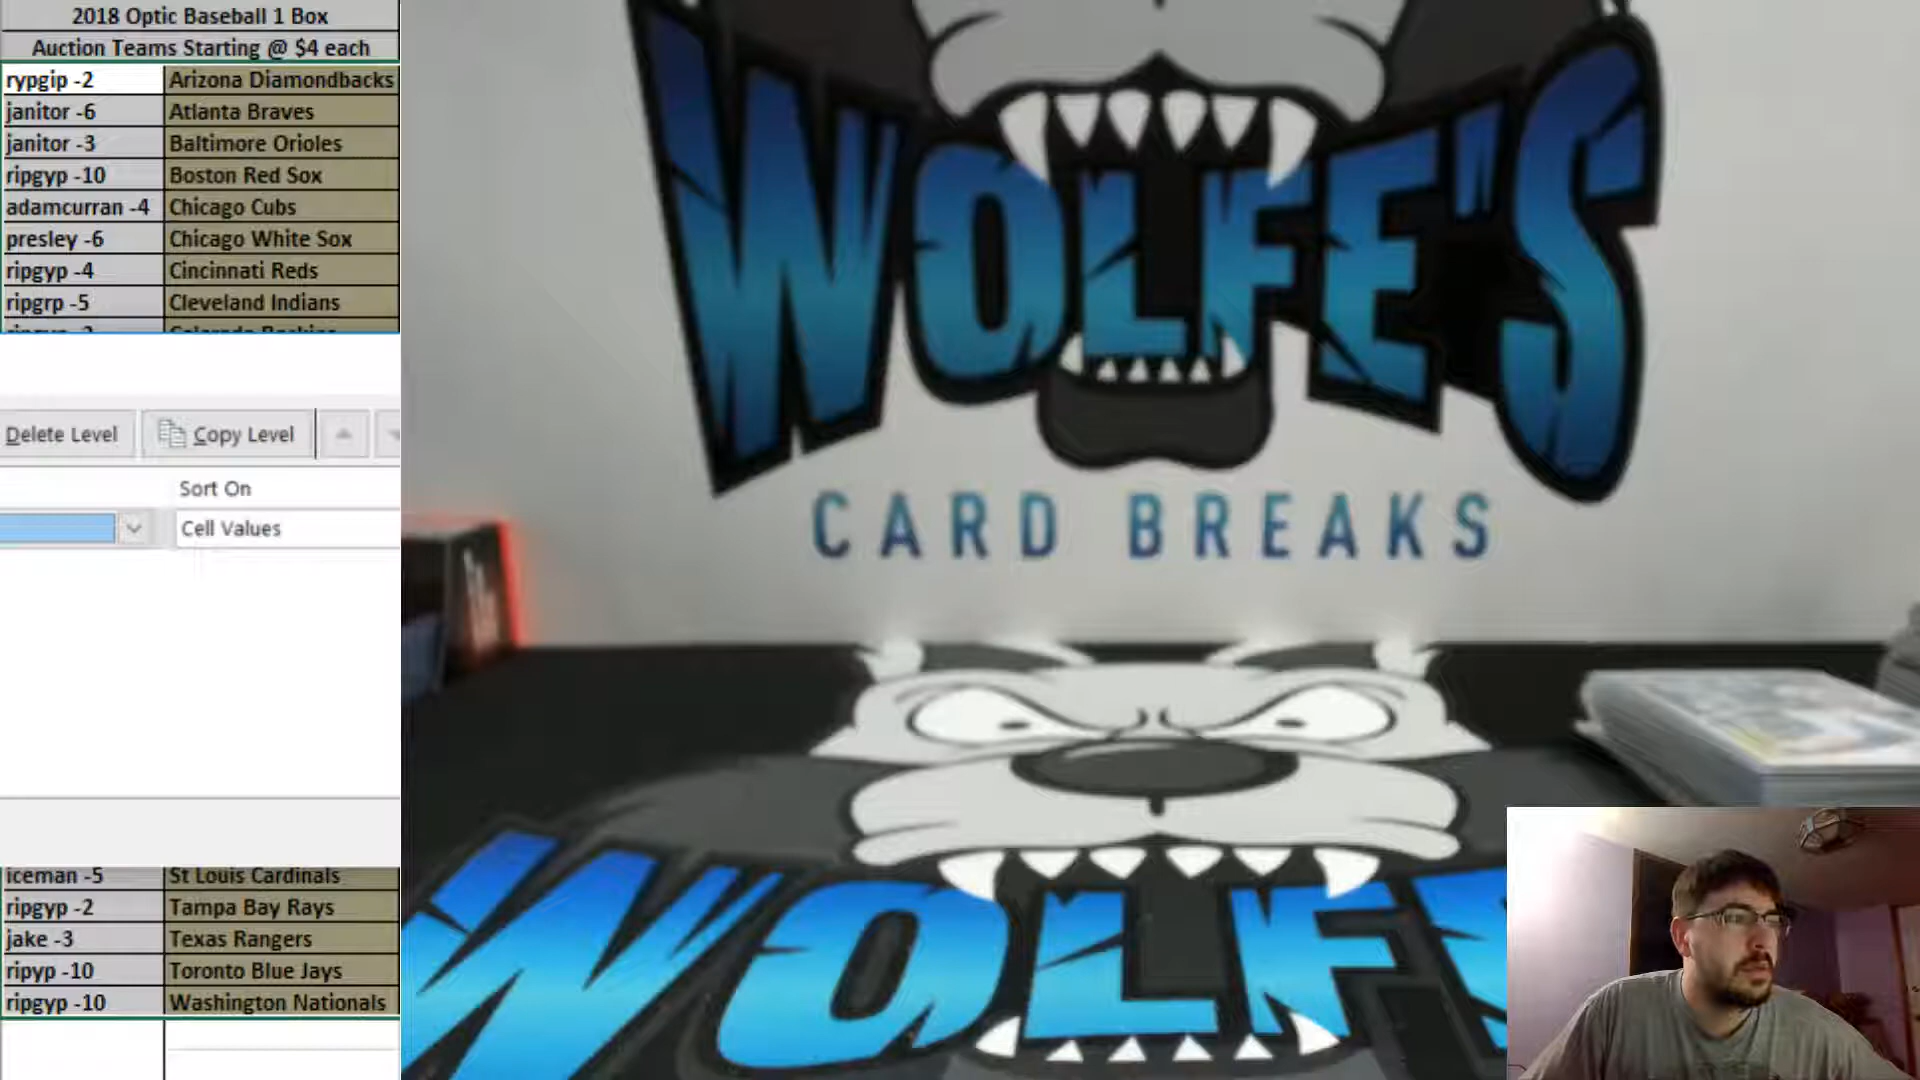 2018 Optic Baseball 1 Box
Auction Teams Starting @ $4 each
rypgip -2 Arizona Diamondbacks
janitor -6 Atlanta Braves
janitor -3 Baltimore Orioles
ripgyp -10 Boston Red Sox
adamcurran -4 Chicago Cubs
presley -6 Chicago White Sox
ripgyp -4 Cincinnati Reds
ripgrp -5 Cleveland Indians
Delete Level Copy Level
Sort On
Cell Values
iceman -5 St Louis Cardinals
ripgyp -2 Tampa Bay Rays
jake -3 Texas Rangers
ripyp -10 Toronto Blue Jays
ripgyp -10 Washington Nationals
WOLFE'S
CARD BREAKS
WOLFE